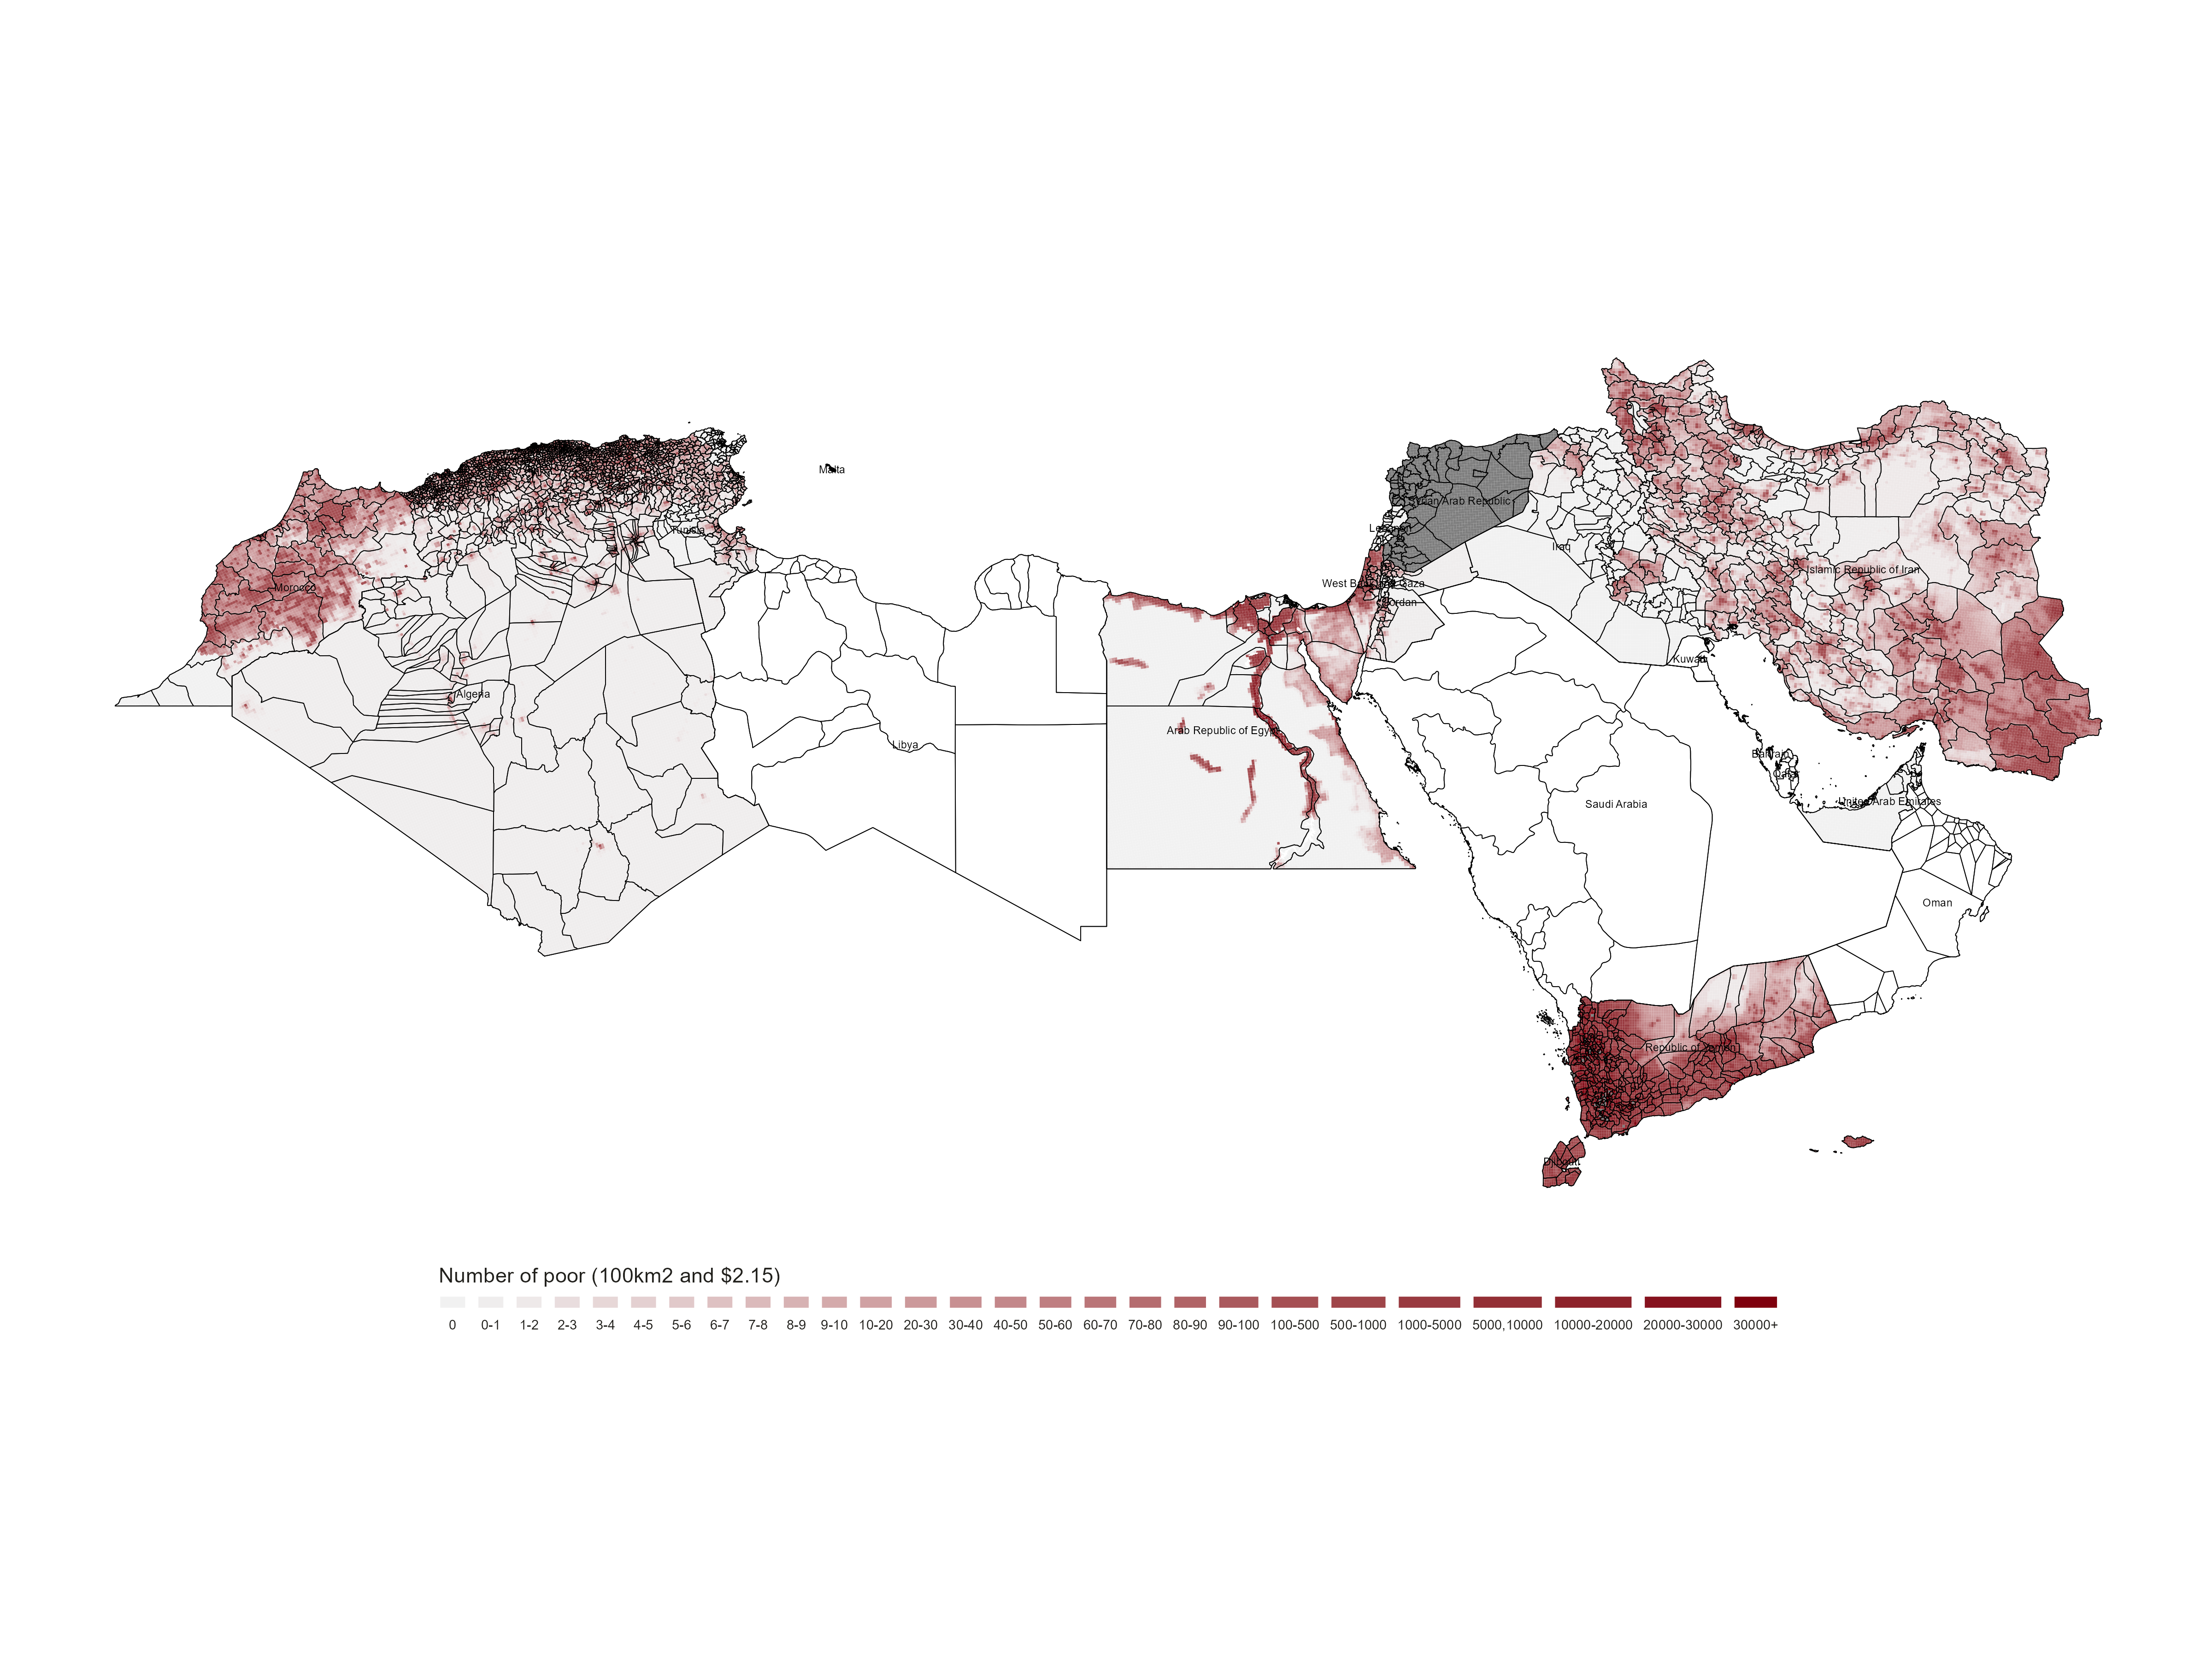 Malta
Syrian Arab Republic
Lebanon
Tunisia
Iraq
Islamic Republic of Iran
West Bank and Gaza
Morocco
Jordan
Kuwait
Algeria
Arab Republic of Egypt
Libya
Bahrain
Qatar
United Arab Emirates
Saudi Arabia
Oman
Republic of Yemen
Djibouti
Number of poor (100km2 and $2.15)
0 0-1 1-2 2-3 3-4 4-5 5-6 6-7 7-8 8-9 9-10 10-20 20-30 30-40 40-50 50-60 60-70 70-80 80-90 90-100 100-500 500-1000 1000-5000 5000,10000 10000-20000 20000-30000 30000+